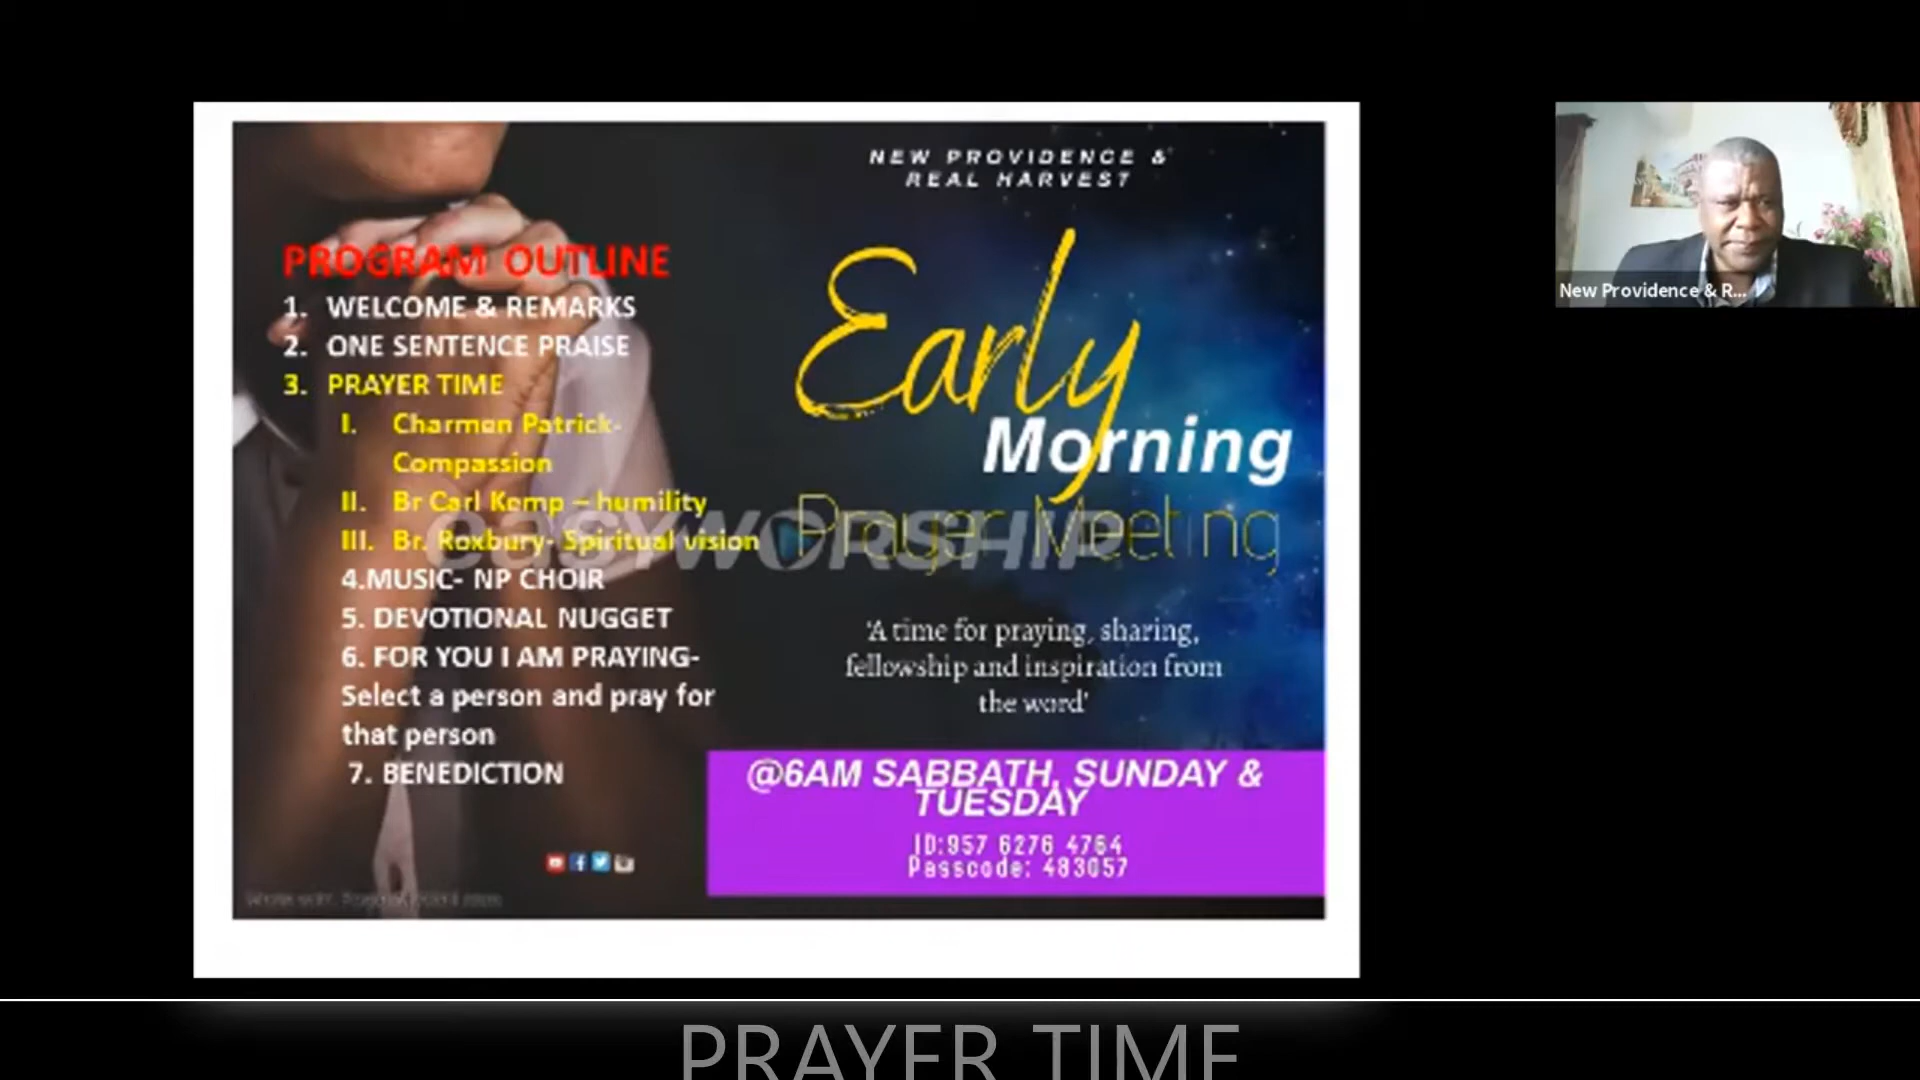 NEW PROVIDENCE &
REAL HARVEST
PROGRAM OUTLINE
1. WELCOME & REMARKS
2. ONE SENTENCE PRAISE
3. PRAYER TIME
I. Charmon Patrick-
Compassion
II. Br Carl Kemp – humility
III. Br. Roxbury- Spiritual vision
4.MUSIC- NP CHOIR
5. DEVOTIONAL NUGGET
6. FOR YOU I AM PRAYING-
Select a person and pray for
that person
7. BENEDICTION
Early
Morning
Prayer Meeting
easyworship
'A time for praying, sharing,
fellowship and inspiration from
the word'
@6AM SABBATH, SUNDAY &
TUESDAY
ID:957 6276 4764
Passcode: 483057
New Providence & R...
PRAYER TIME